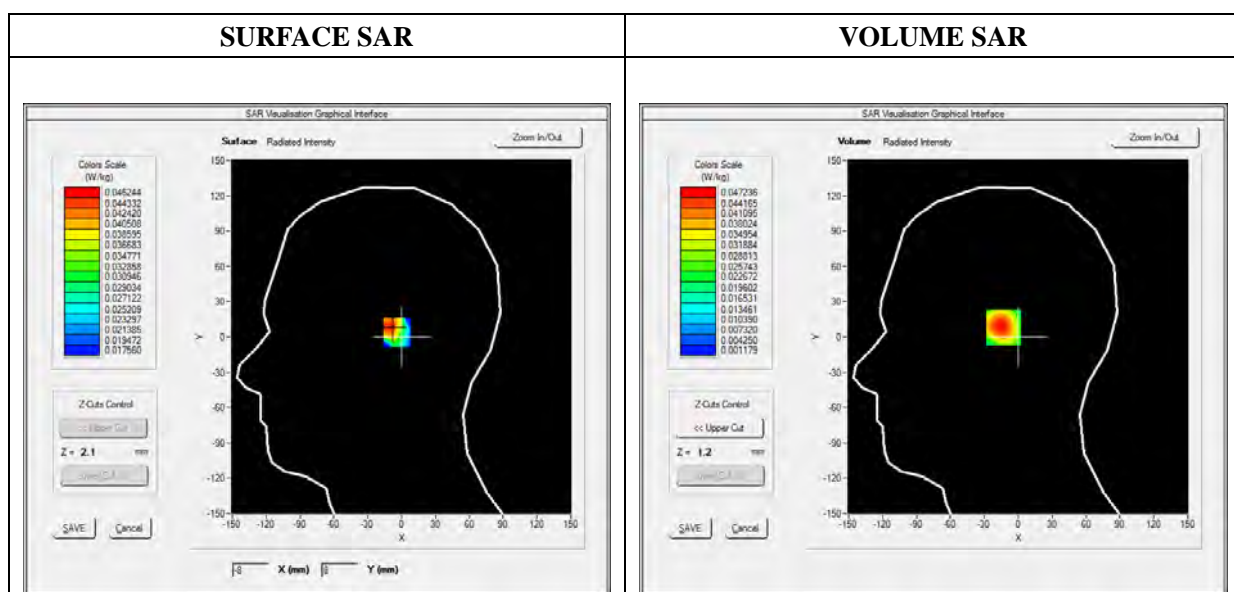 SURFACE SAR
VOLUME SAR
SAR Visualisation Graphical Interface
Surface Radiated Intensity
Zoom In/Out
Colors Scale
(W/kg)
0.046244
0.044332
0.042420
0.040508
0.038595
0.036683
0.034771
0.032858
0.030946
0.029034
0.027122
0.025209
0.023297
0.021385
0.019472
0.017560
Z-Cuts Control
<< Upper Cut
Z = 2.1 mm
SAVE
Cancel
150
120
90
60
30
0
-30
-60
-90
-120
-150
Y
-150 -120 -90 -60 -30 0 30 60 90 120 150
X
-8 X (mm) 8 Y (mm)
SAR Visualisation Graphical Interface
Volume Radiated Intensity
Zoom In/Out
Colors Scale
(W/kg)
0.047236
0.044165
0.041095
0.038024
0.034954
0.031884
0.028813
0.025743
0.022672
0.019602
0.016531
0.013461
0.010390
0.007320
0.004250
0.001179
Z-Cuts Control
<< Upper Cut
Z = 1.2 mm
SAVE
Cancel
150
120
90
60
30
0
-30
-60
-90
-120
-150
Y
-150 -120 -90 -60 -30 0 30 60 90 120 150
X